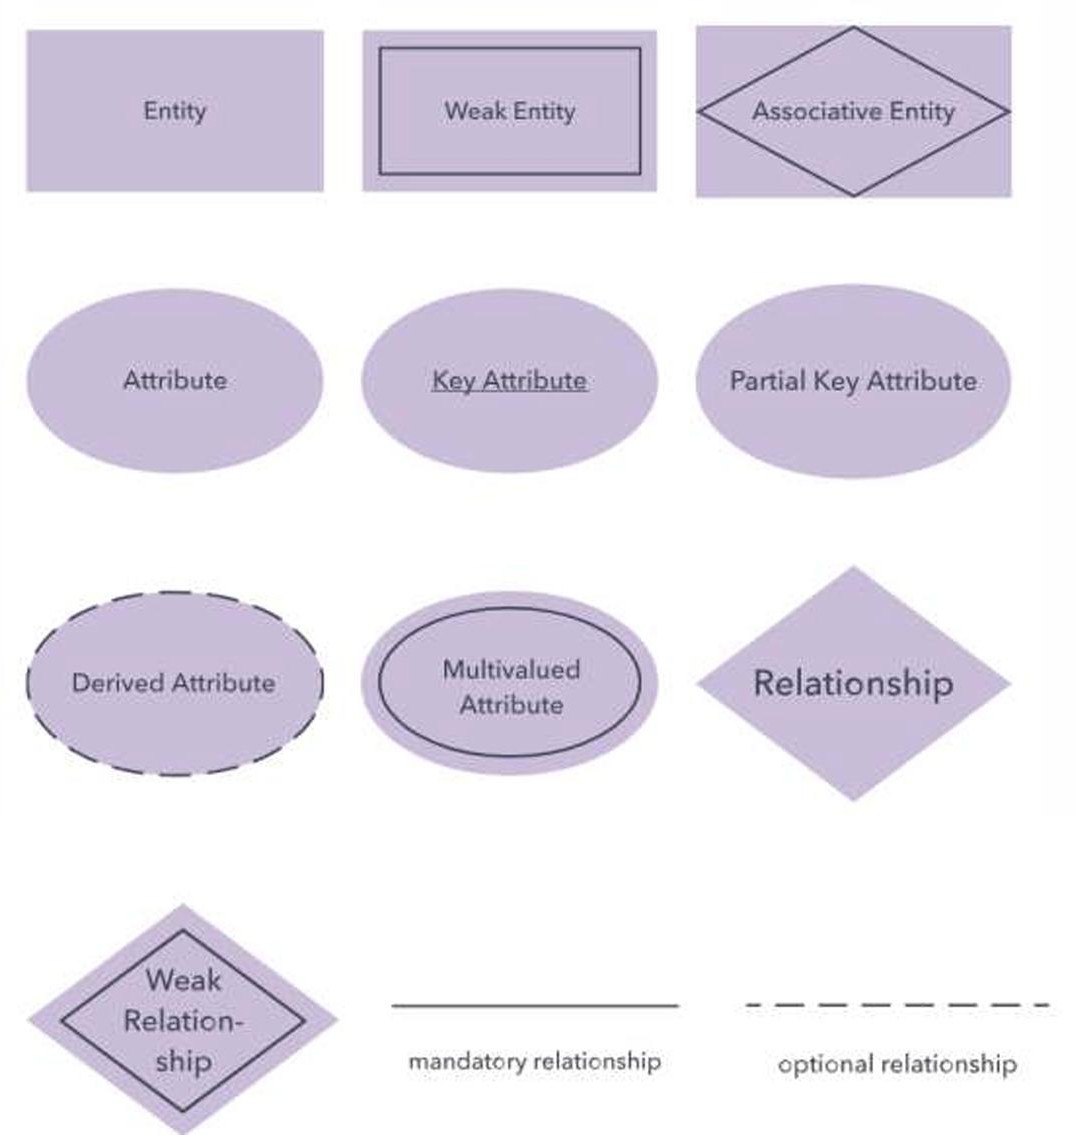 Entity
Weak Entity
Associative Entity
Attribute
Key Attribute
Partial Key Attribute
Derived Attribute
Multivalued
Attribute
Relationship
Weak
Relation-
ship
mandatory relationship
optional relationship